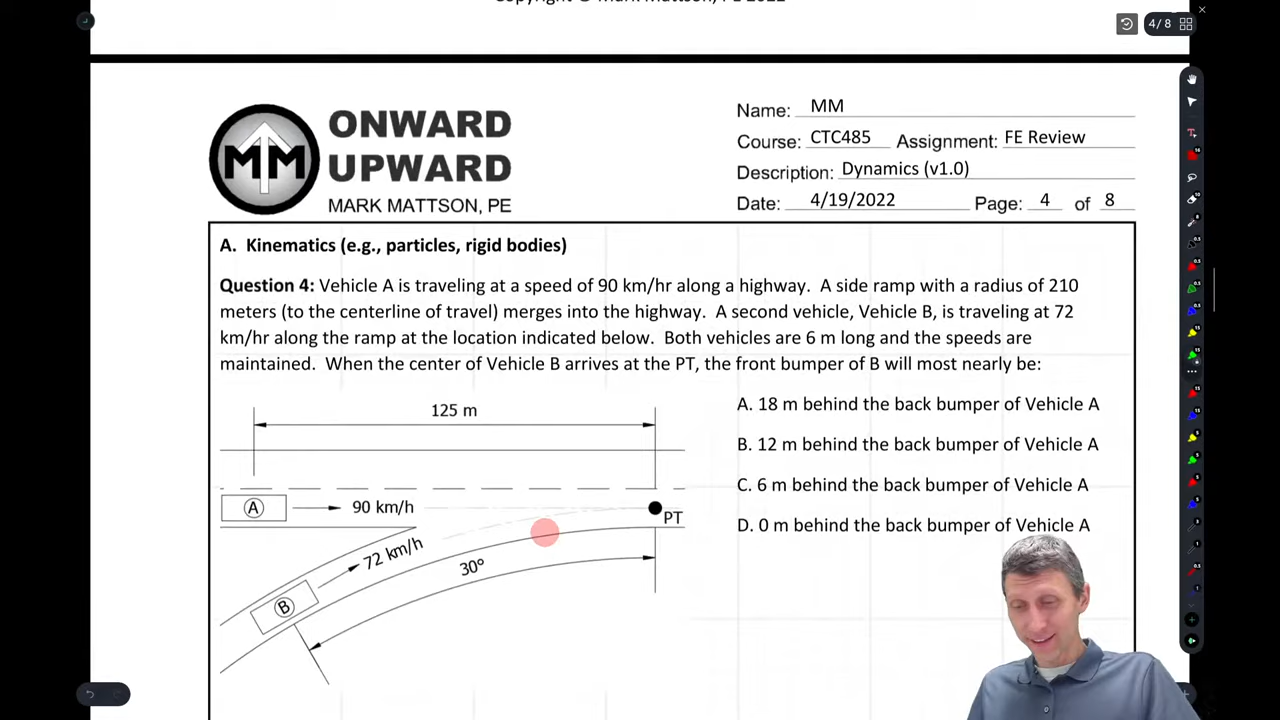 Copyright © Mark Mattson, PE 2022
4/8
MM
ONWARD
UPWARD
MARK MATTSON, PE
Name: MM
Course: CTC485 Assignment: FE Review
Description: Dynamics (v1.0)
Date: 4/19/2022 Page: 4 of 8
A. Kinematics (e.g., particles, rigid bodies)
Question 4: Vehicle A is traveling at a speed of 90 km/hr along a highway. A side ramp with a radius of 210
meters (to the centerline of travel) merges into the highway. A second vehicle, Vehicle B, is traveling at 72
km/hr along the ramp at the location indicated below. Both vehicles are 6 m long and the speeds are
maintained. When the center of Vehicle B arrives at the PT, the front bumper of B will most nearly be:
125 m
A
90 km/h
PT
72 km/h
30º
B
A. 18 m behind the back bumper of Vehicle A
B. 12 m behind the back bumper of Vehicle A
C. 6 m behind the back bumper of Vehicle A
D. 0 m behind the back bumper of Vehicle A